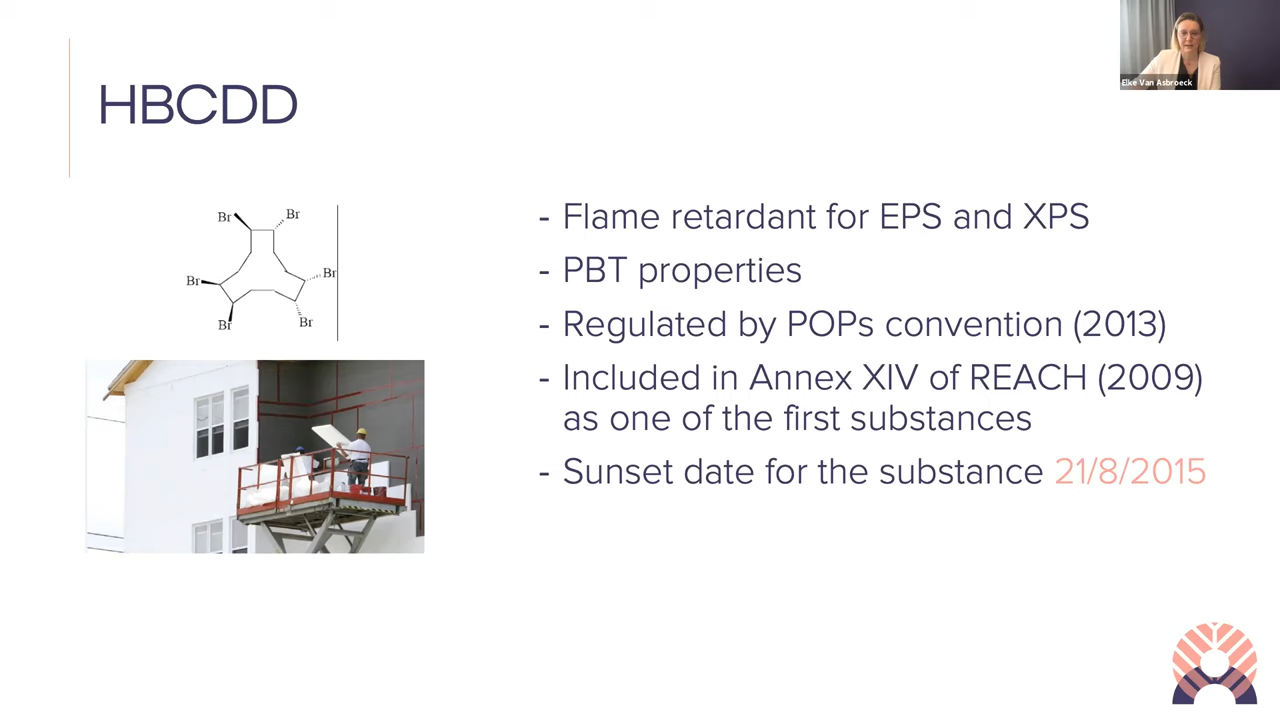 Elke Van Asbroeck
HBCDD
Br
Br
Br
Br
Br
Br
- Flame retardant for EPS and XPS
- PBT properties
- Regulated by POPs convention (2013)
- Included in Annex XIV of REACH (2009)
as one of the first substances
- Sunset date for the substance 21/8/2015